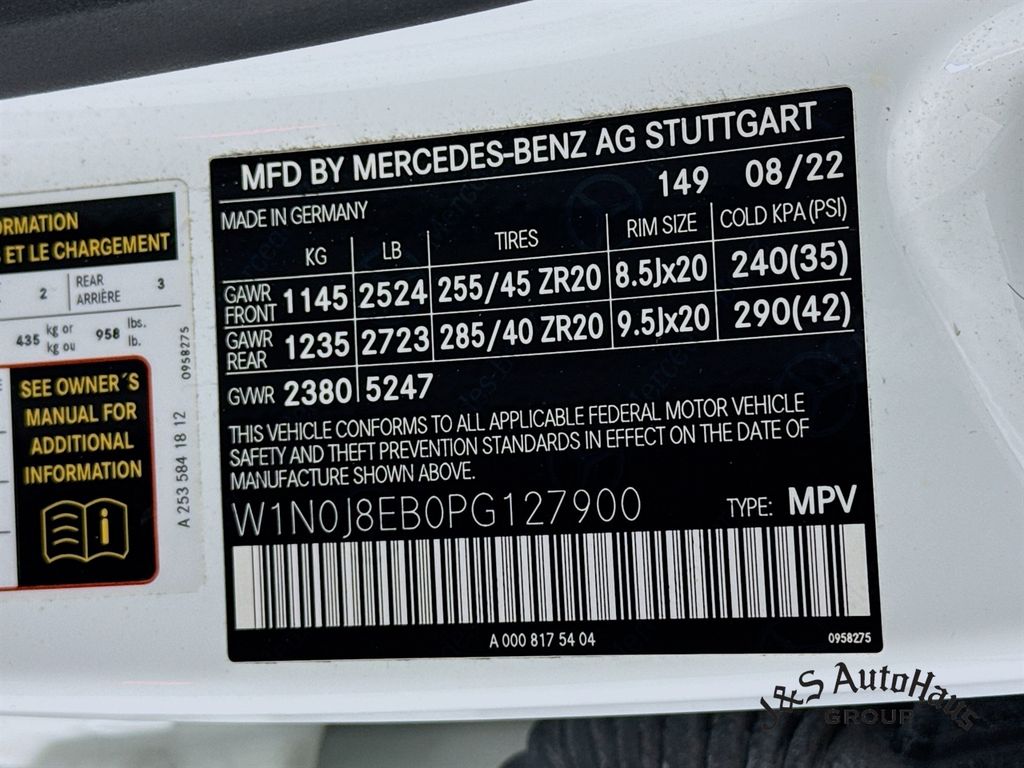 RMATION
S ET LE CHARGEMENT
2 REAR ARRIÈRE 3
435 kg or kg ou 958 lbs. lb.
SEE OWNER´S
MANUAL FOR
ADDITIONAL
INFORMATION
i
0958275
A 253 584 18 12
MFD BY MERCEDES-BENZ AG STUTTGART
149 08/22
MADE IN GERMANY
KG LB TIRES RIM SIZE COLD KPA (PSI)
GAWR FRONT 1145 2524 255/45 ZR20 8.5Jx20 240(35)
GAWR REAR 1235 2723 285/40 ZR20 9.5Jx20 290(42)
GVWR 2380 5247
THIS VEHICLE CONFORMS TO ALL APPLICABLE FEDERAL MOTOR VEHICLE
SAFETY AND THEFT PREVENTION STANDARDS IN EFFECT ON THE DATE OF
MANUFACTURE SHOWN ABOVE.
W1N0J8EB0PG127900 TYPE: MPV
A 000 817 54 04 0958275
J&S AutoHaus
GROUP